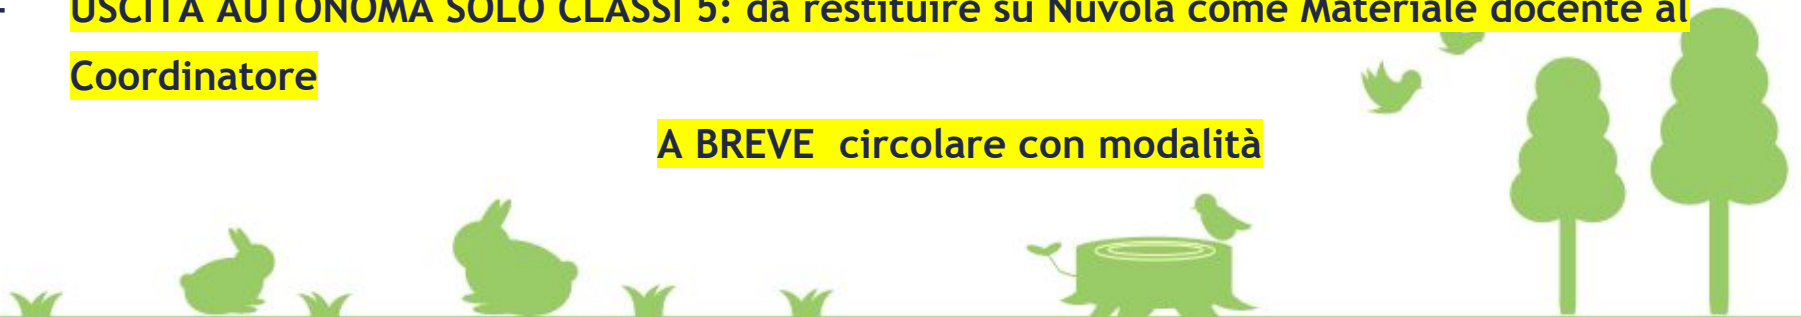 - USCITA AUTONOMA SOLO CLASSI 5: da restituire su Nuvola come Materiale docente al
Coordinatore
A BREVE circolare con modalità